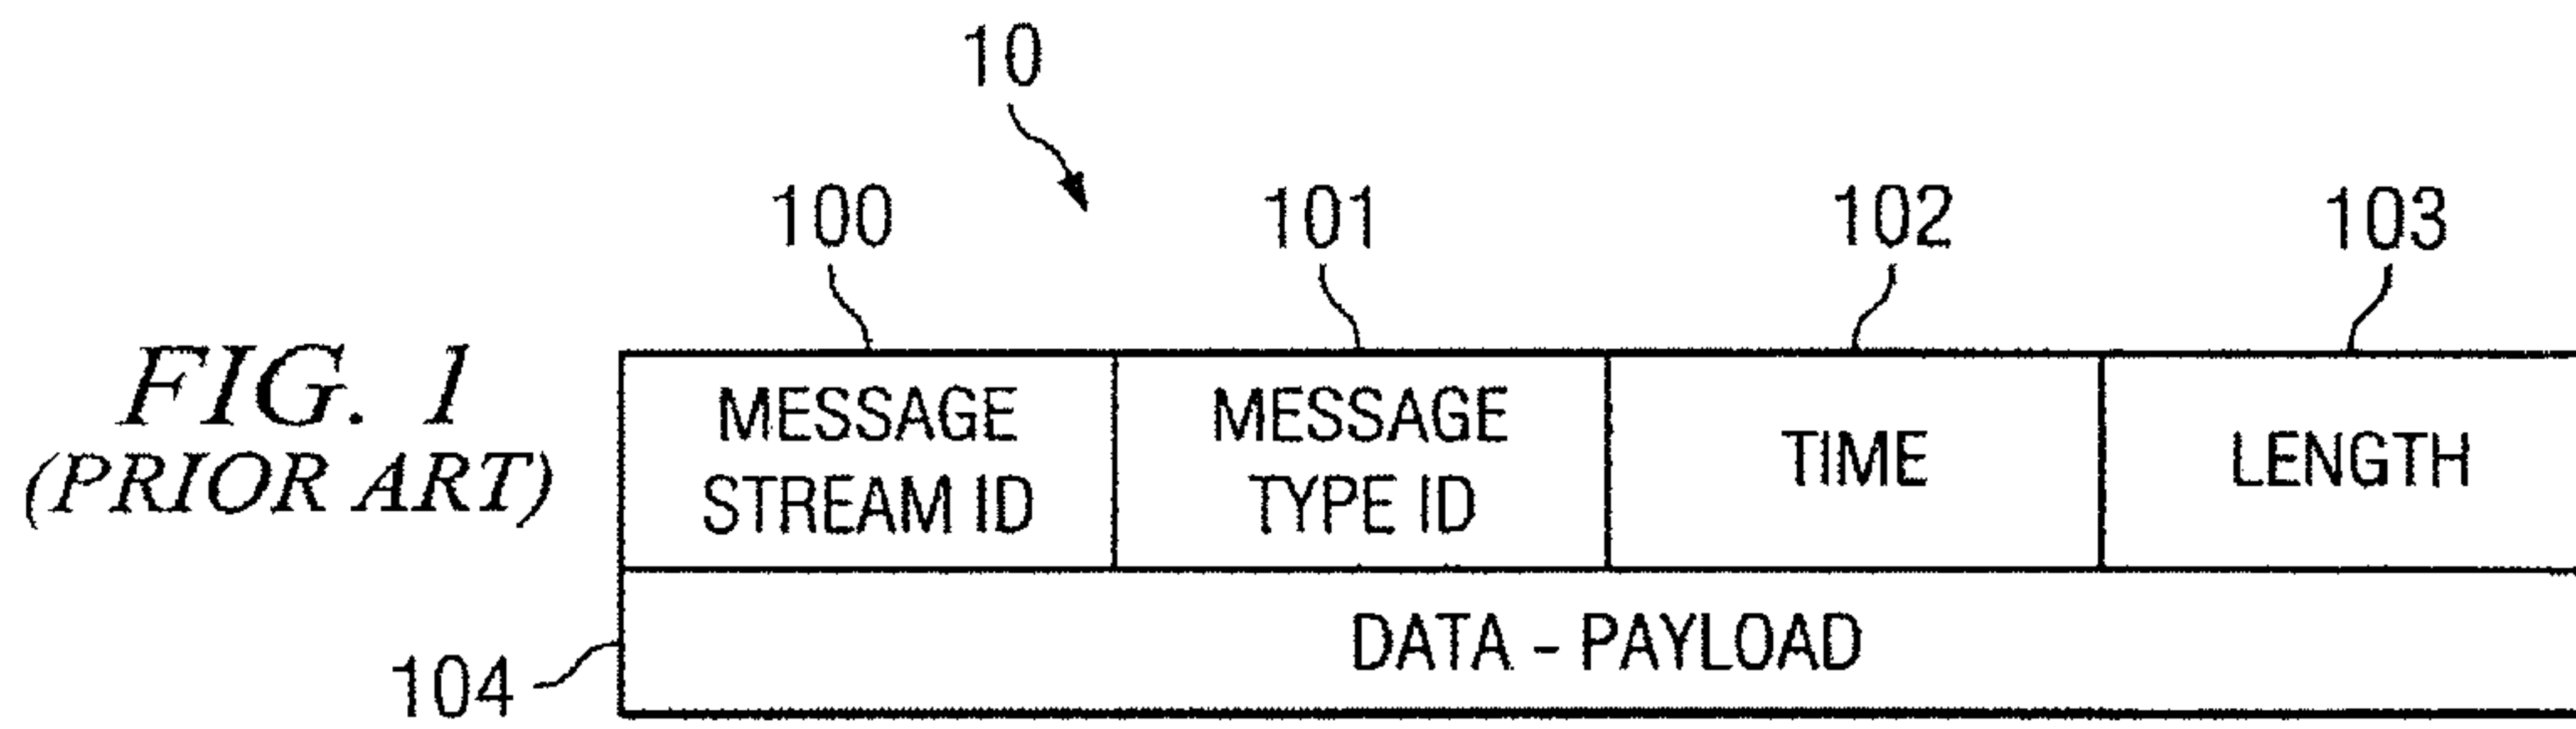 10
100 101 102 103
FIG. 1
(PRIOR ART)
MESSAGE STREAM ID
MESSAGE TYPE ID
TIME
LENGTH
DATA - PAYLOAD
104